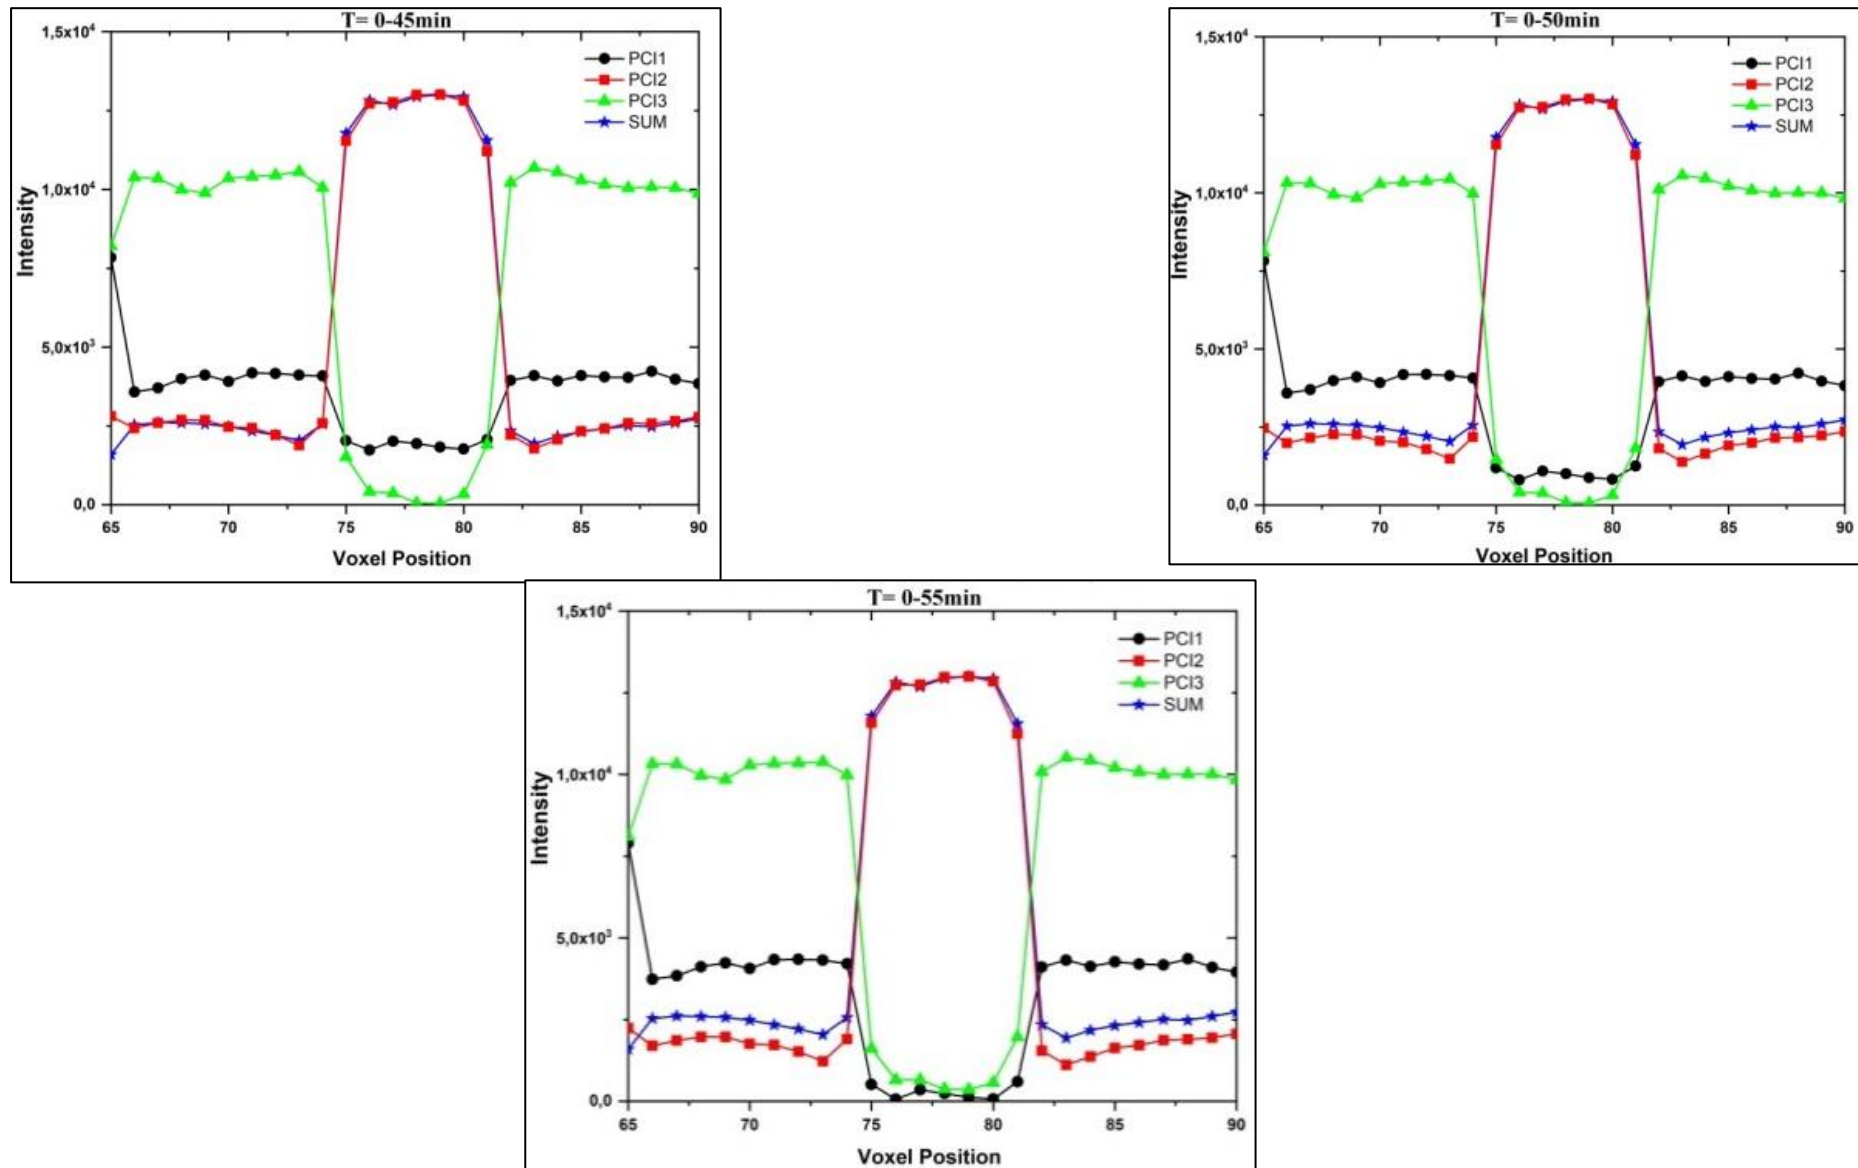 T= 0-45min
1,5x10⁴
1,0x10⁴
5,0x10³
0,0
Intensity
PCI1
PCI2
PCI3
SUM
65 70 75 80 85 90
Voxel Position
T= 0-50min
1,5x10⁴
1,0x10⁴
5,0x10³
0,0
Intensity
PCI1
PCI2
PCI3
SUM
65 70 75 80 85 90
Voxel Position
T= 0-55min
1,5x10⁴
1,0x10⁴
5,0x10³
0,0
Intensity
PCI1
PCI2
PCI3
SUM
65 70 75 80 85 90
Voxel Position